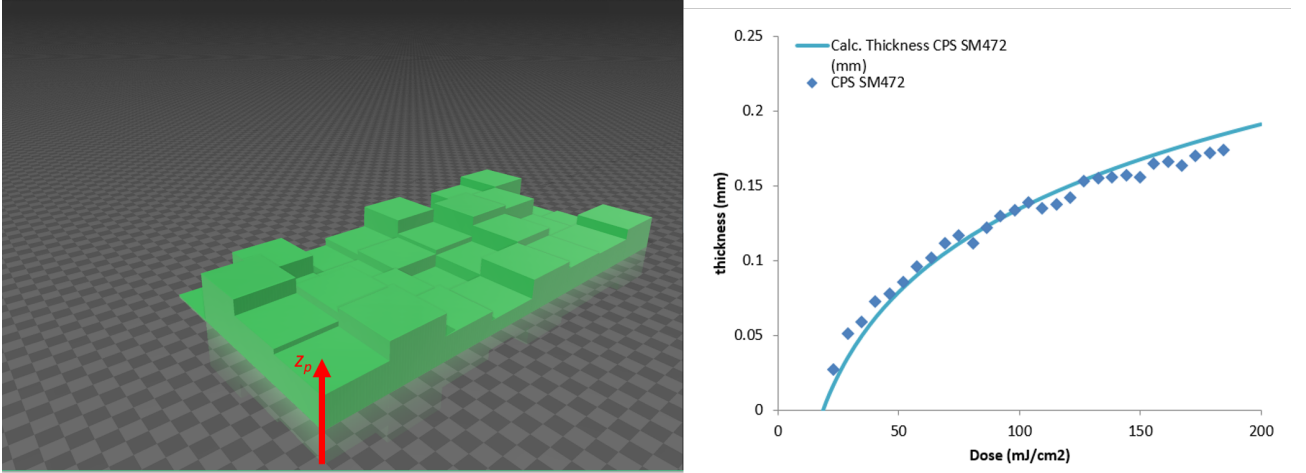 Zp
Calc. Thickness CPS SM472
(mm)
CPS SM472
0.25
0.2
0.15
0.1
0.05
0
thickness (mm)
0
50
100
150
200
Dose (mJ/cm2)